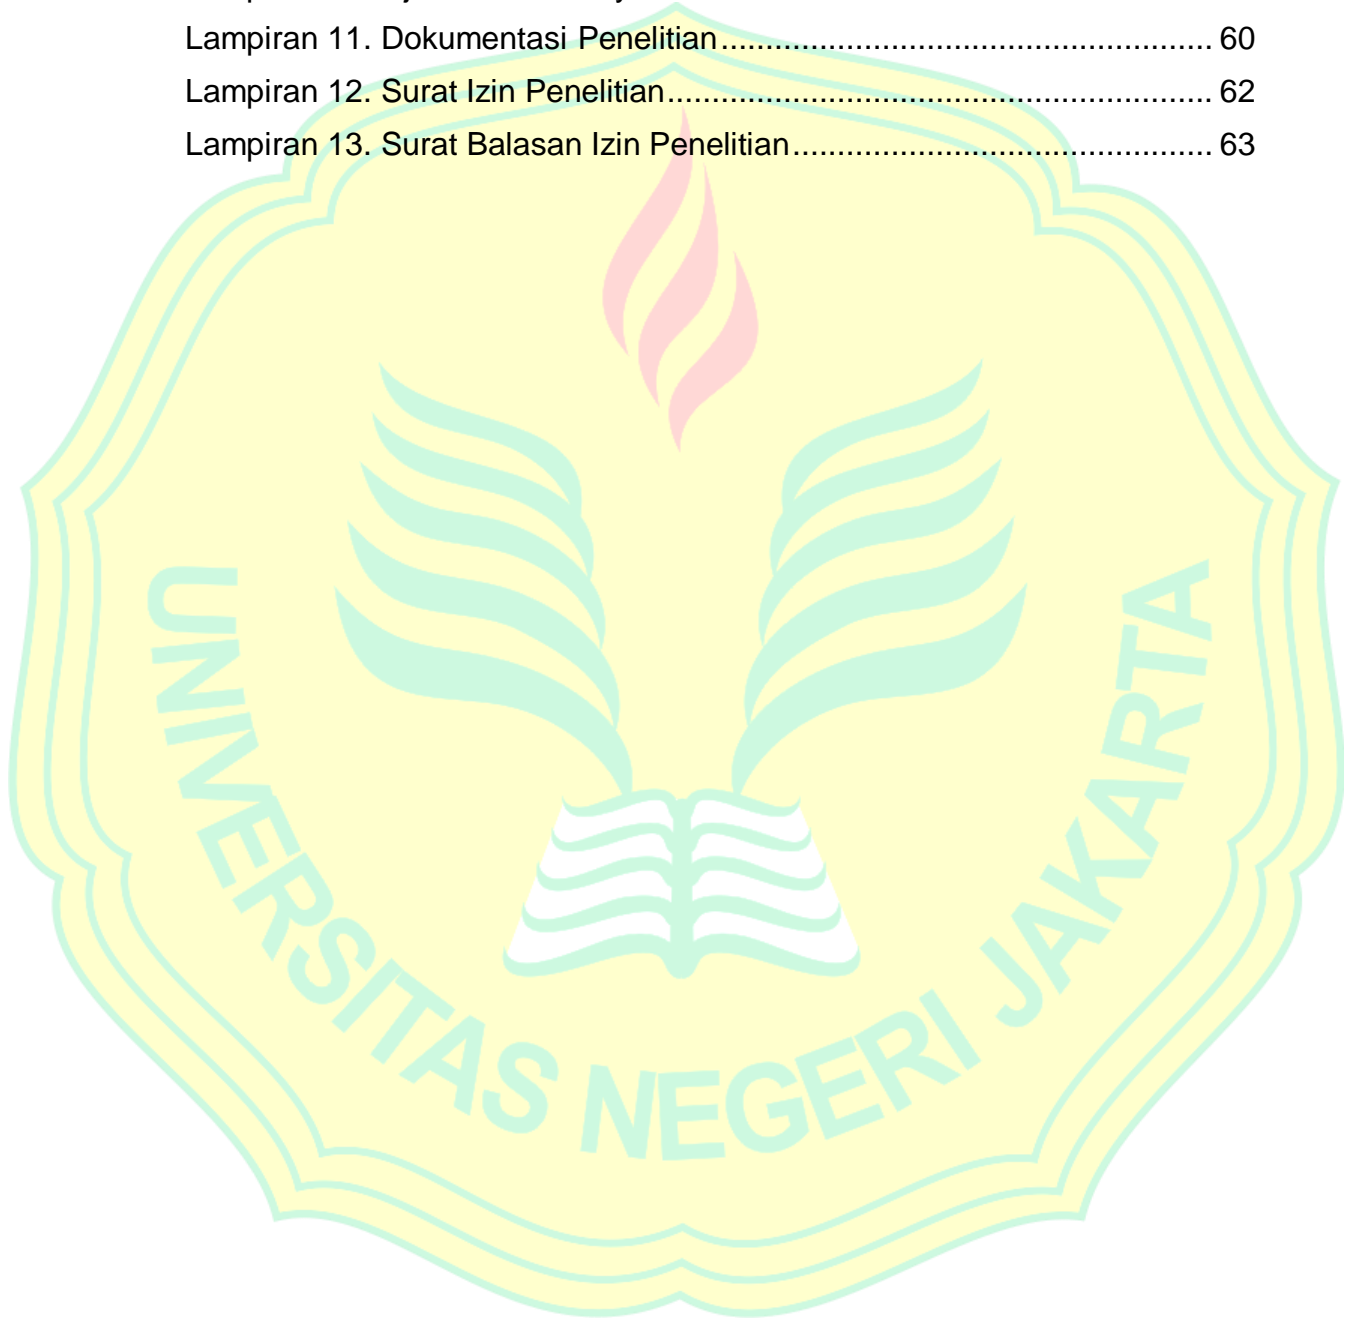 Lampiran 11. Dokumentasi Penelitian............................................................ 60
Lampiran 12. Surat Izin Penelitian.................................................................. 62
Lampiran 13. Surat Balasan Izin Penelitian................................................... 63
UNIVERSITAS NEGERI JAKARTA